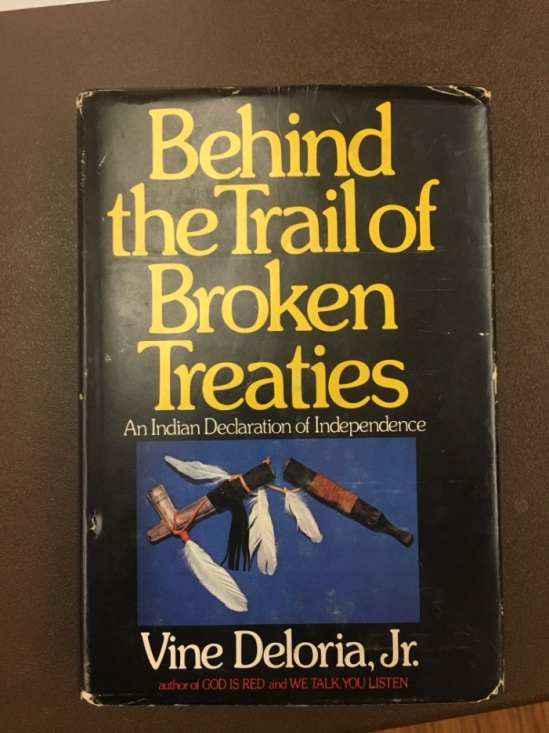 Behind
the Trail of
Broken
Treaties
An Indian Declaration of Independence
Vine Deloria, Jr.
author of GOD IS RED and WE TALK, YOU LISTEN